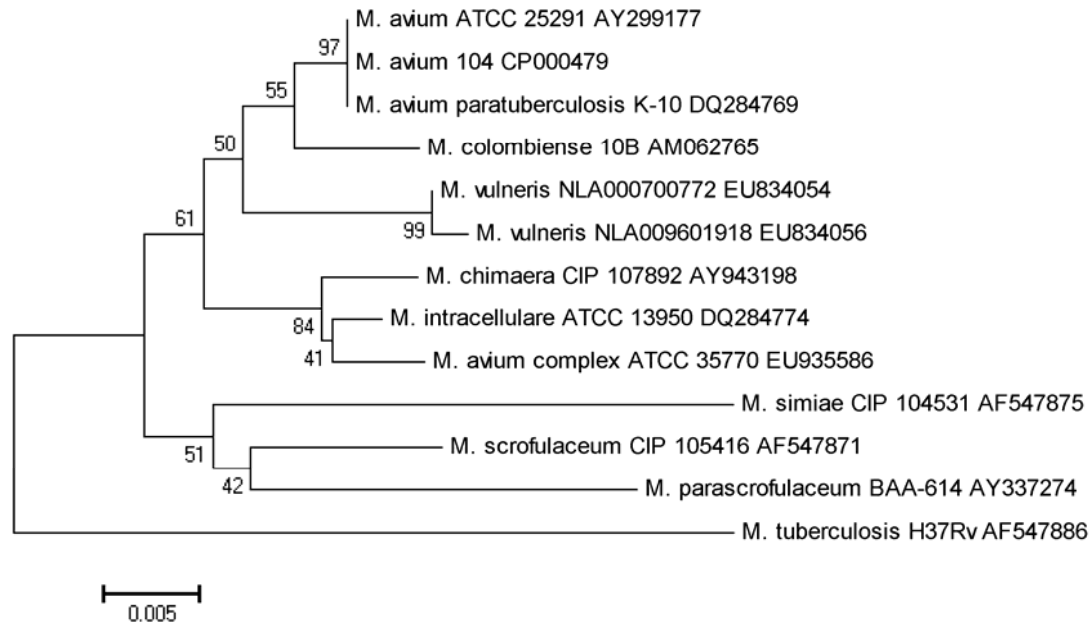 M. avium ATCC 25291 AY299177
97
M. avium 104 CP000479
55
M. avium paratuberculosis K-10 DQ284769
50
M. colombiense 10B AM062765
M. vulneris NLA000700772 EU834054
61
99
M. vulneris NLA009601918 EU834056
M. chimaera CIP 107892 AY943198
84
M. intracellulare ATCC 13950 DQ284774
41
M. avium complex ATCC 35770 EU935586
M. simiae CIP 104531 AF547875
51
M. scrofulaceum CIP 105416 AF547871
42
M. parascrofulaceum BAA-614 AY337274
M. tuberculosis H37Rv AF547886
0.005